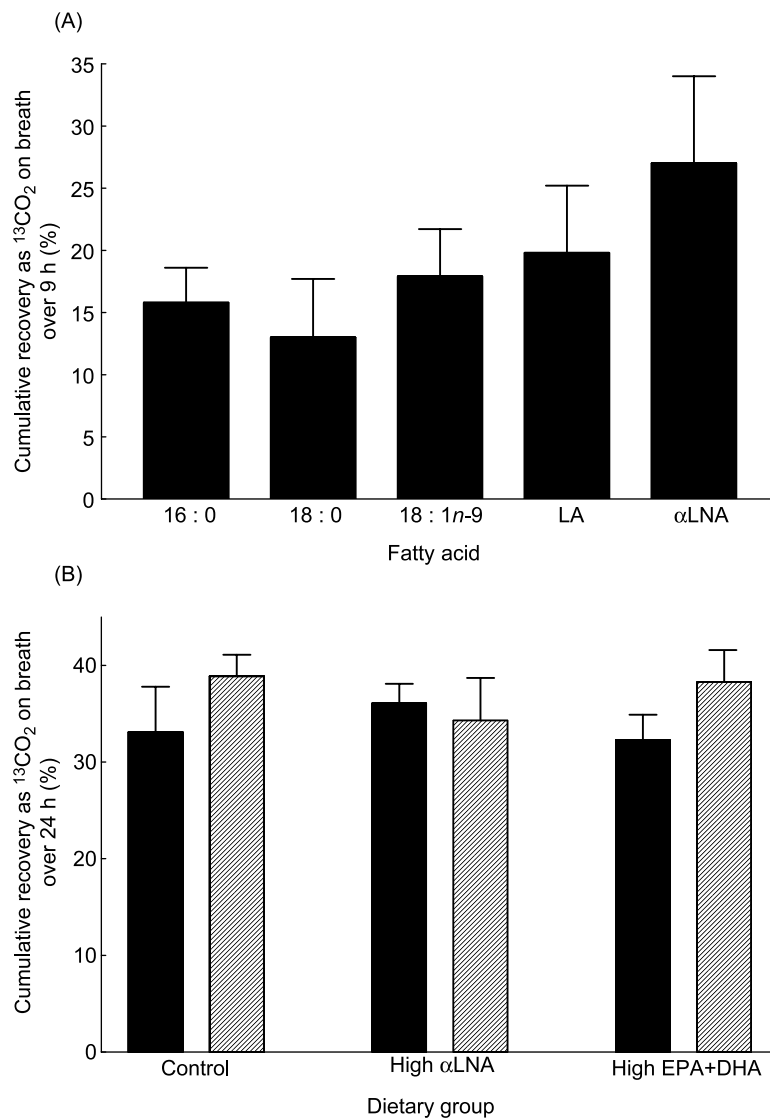 (A)
Cumulative recovery as ¹³CO₂ on breath
over 9 h (%)
35
30
25
20
15
10
5
0
16 : 0 18 : 0 18 : 1n-9 LA αLNA
Fatty acid
(B)
Cumulative recovery as ¹³CO₂ on breath
over 24 h (%)
40
30
20
10
0
Control High αLNA High EPA+DHA
Dietary group